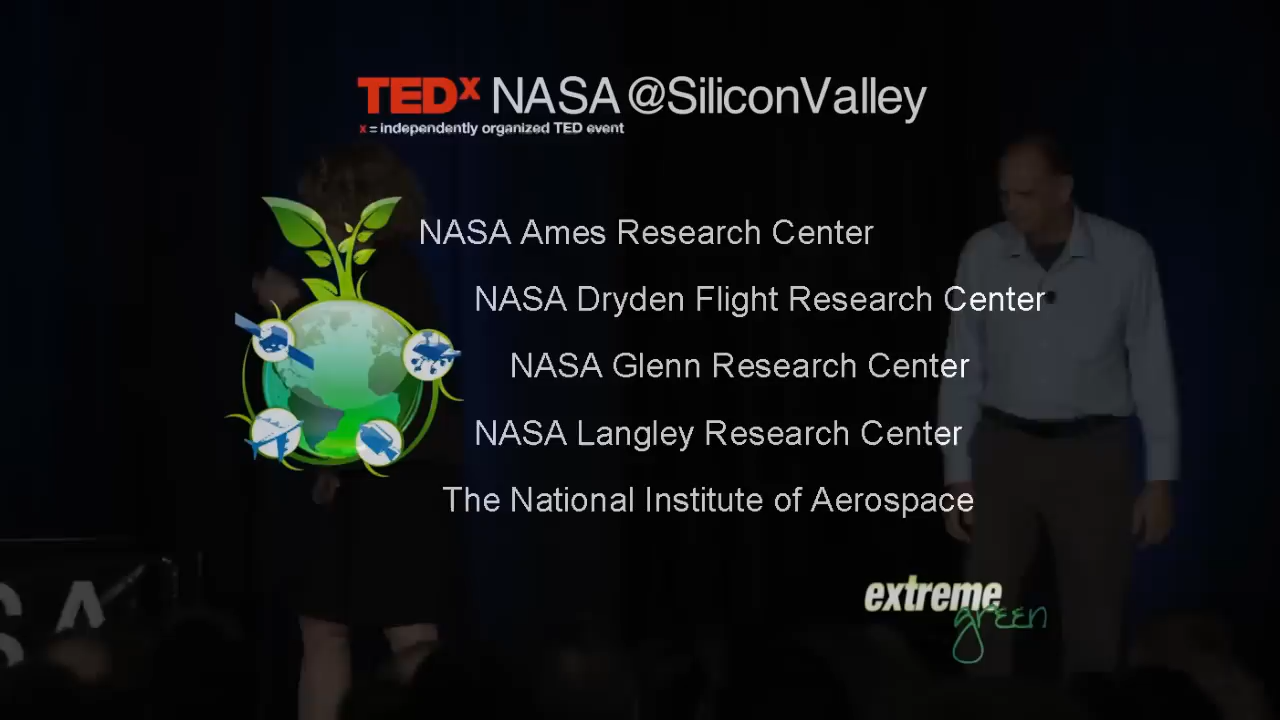 TEDx NASA @SiliconValley
x = independently organized TED event
NASA Ames Research Center
NASA Dryden Flight Research Center
NASA Glenn Research Center
NASA Langley Research Center
The National Institute of Aerospace
extreme
green
SA